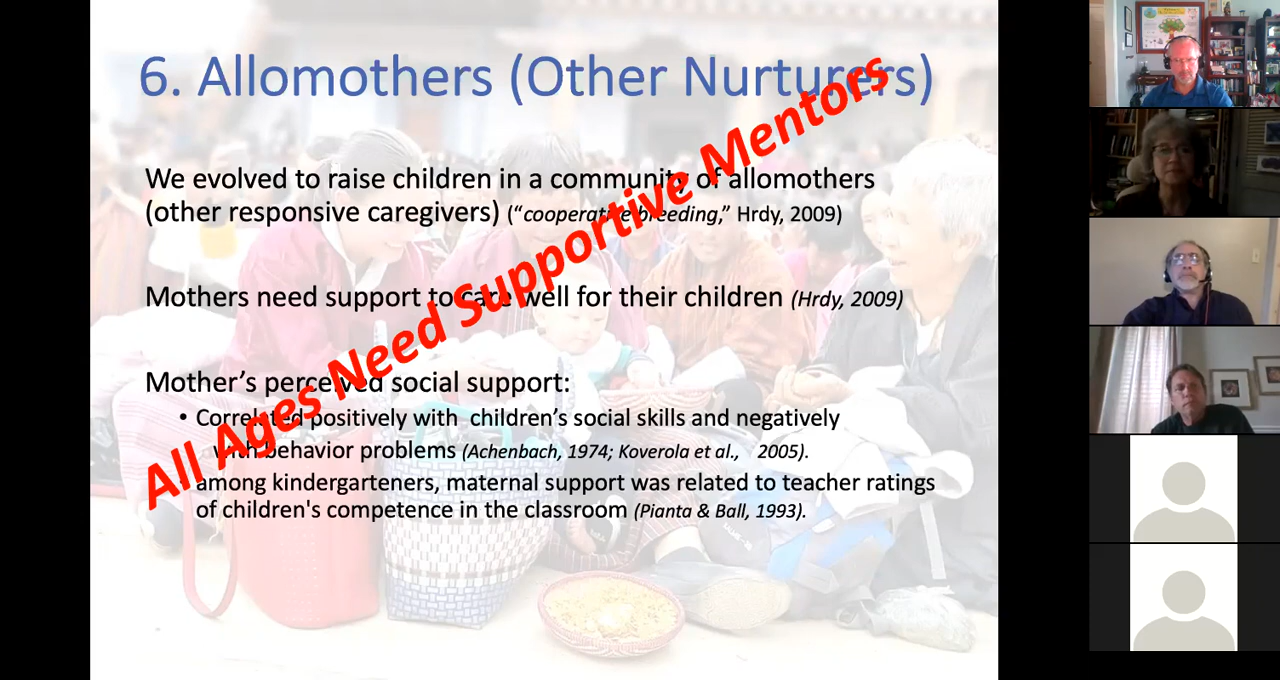 6. Allomothers (Other Nurturers)
We evolved to raise children in a community of allomothers
(other responsive caregivers) (“cooperative breeding,” Hrdy, 2009)
Mothers need support to care well for their children (Hrdy, 2009)
Mother’s perceived social support:
• Correlated positively with children’s social skills and negatively
with behavior problems (Achenbach, 1974; Koverola et al., 2005).
among kindergarteners, maternal support was related to teacher ratings
of children's competence in the classroom (Pianta & Ball, 1993).
All Ages Need Supportive Mentors